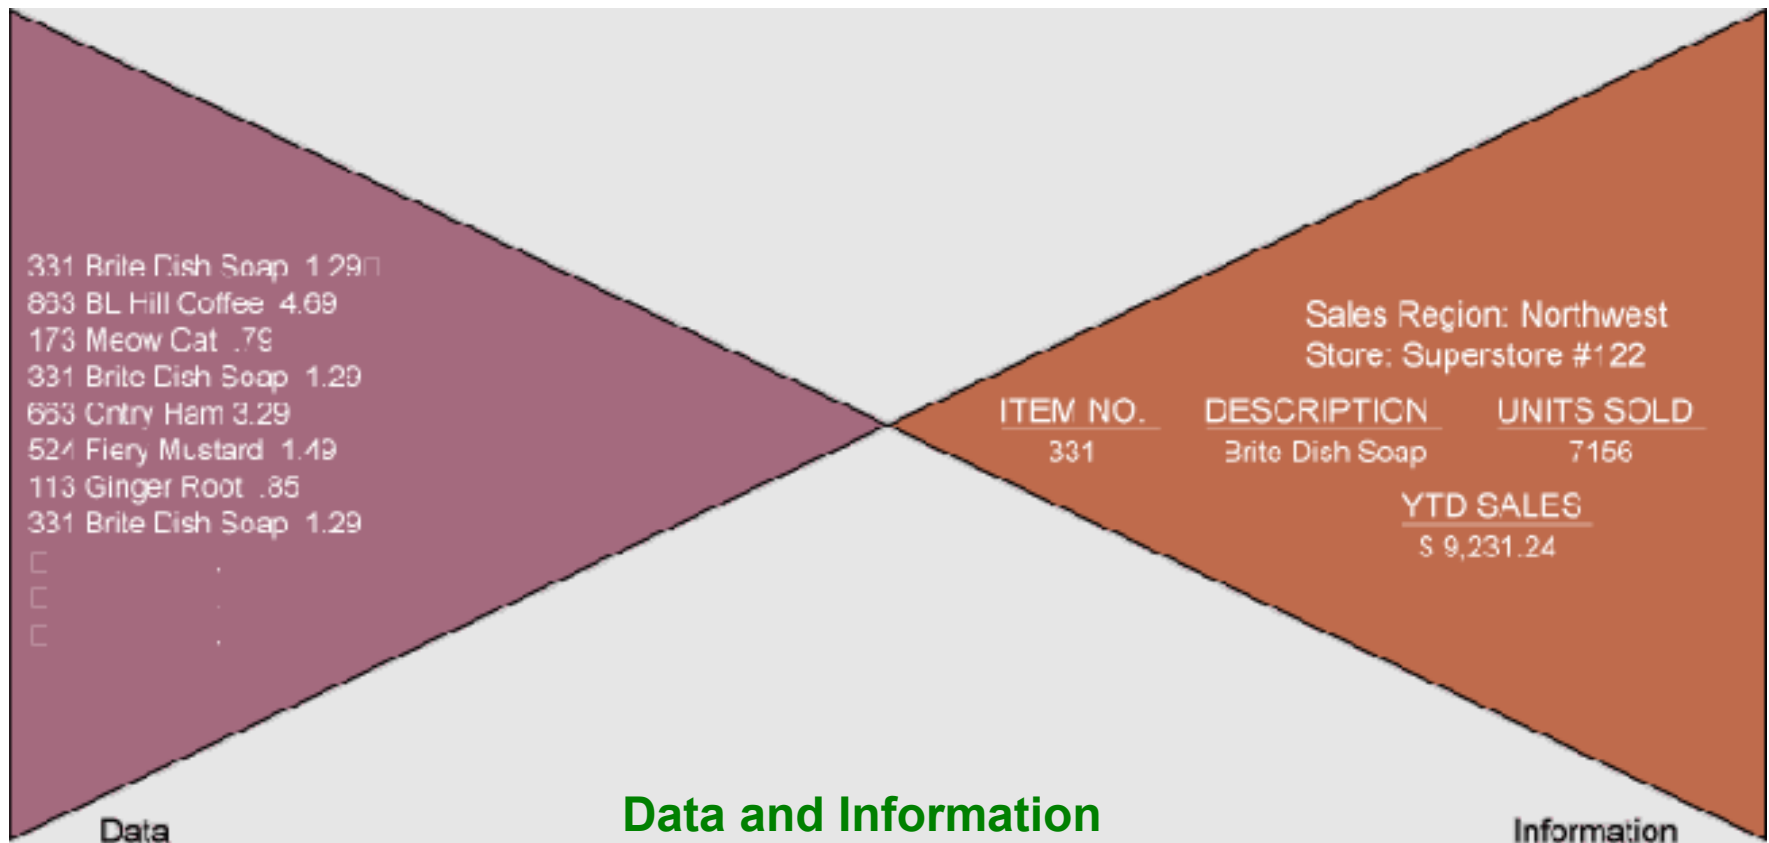 331 Brite Dish Soap 1.29
863 BL Hill Coffee 4.69
173 Meow Cat .79
331 Brite Dish Soap 1.29
663 Cntry Ham 3.29
524 Fiery Mustard 1.49
113 Ginger Root .85
331 Brite Dish Soap 1.29
.
.
.
Data
Sales Region: Northwest
Store: Superstore #122
ITEM NO. DESCRIPTION UNITS SOLD
331 Brite Dish Soap 7156
YTD SALES
$ 9,231.24
Information
Data and Information